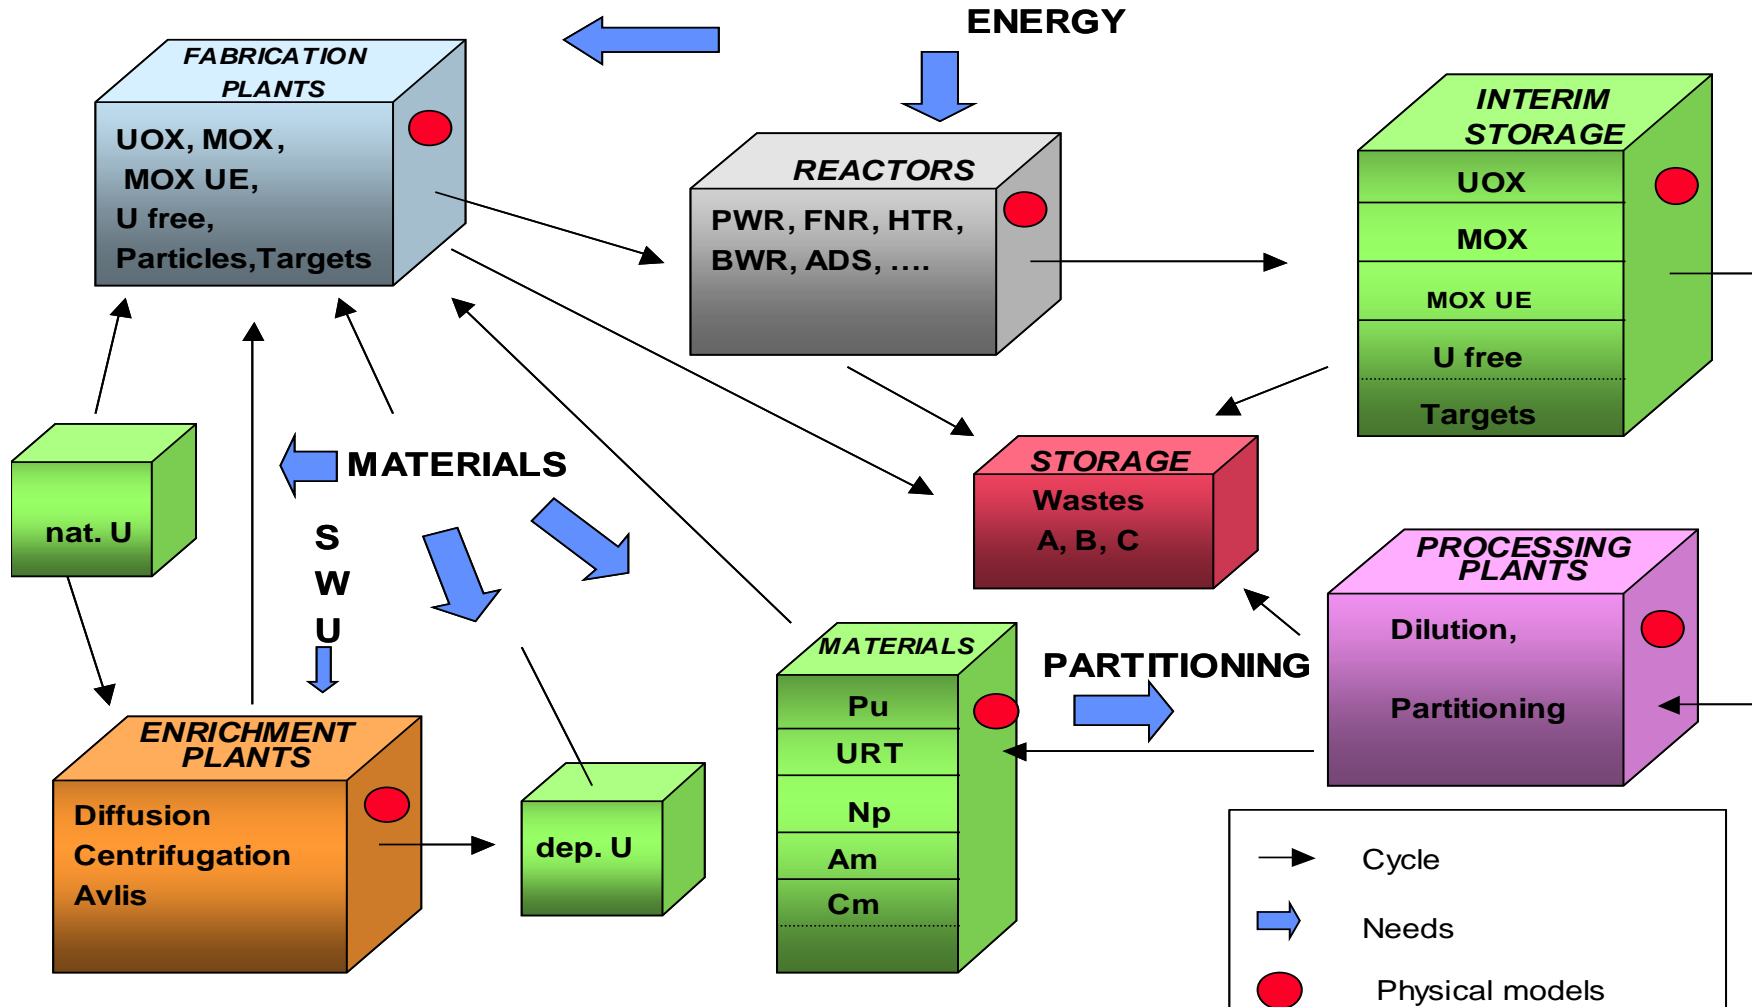 ENERGY
FABRICATION
PLANTS
UOX, MOX,
MOX UE,
U free,
Particles,Targets
REACTORS
PWR, FNR, HTR,
BWR, ADS, ....
INTERIM
STORAGE
UOX
MOX
MOX UE
U free
Targets
nat. U
MATERIALS
S
W
U
STORAGE
Wastes
A, B, C
PROCESSING
PLANTS
Dilution,
Partitioning
MATERIALS
Pu
URT
Np
Am
Cm
PARTITIONING
ENRICHMENT
PLANTS
Diffusion
Centrifugation
Avlis
dep. U
Cycle
Needs
Physical models